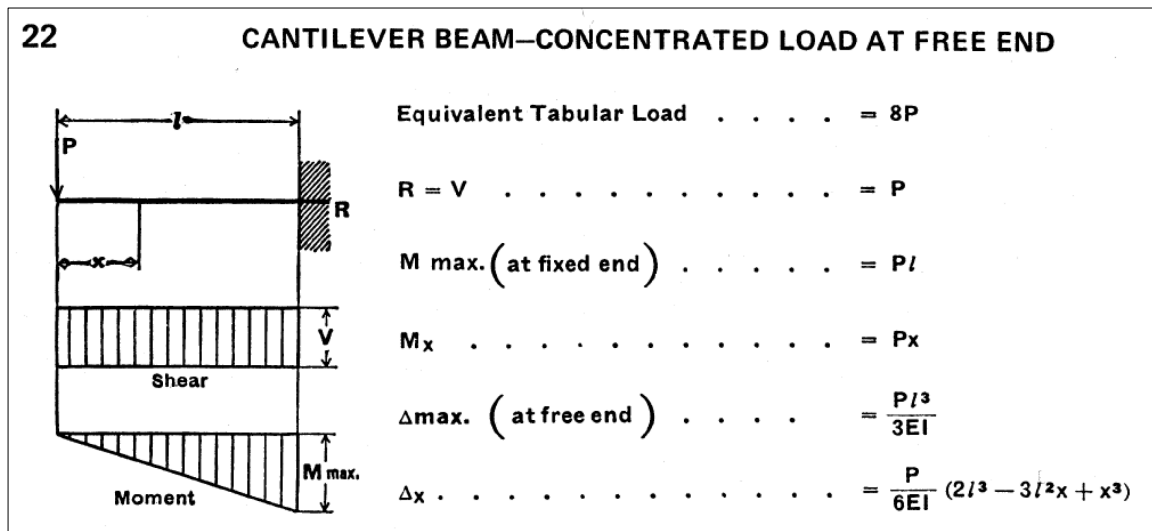 22 CANTILEVER BEAM—CONCENTRATED LOAD AT FREE END
l
P
R
x
V
Shear
M max.
Moment
Equivalent Tabular Load . . . . = 8P
R = V . . . . . . . . . . . = P
M max. (at fixed end) . . . . . = Pl
Mx . . . . . . . . . . . . = Px
Δmax. (at free end) . . . . = Pl³/3EI
Δx . . . . . . . . . . . . . = P/6EI (2l³ − 3l²x + x³)